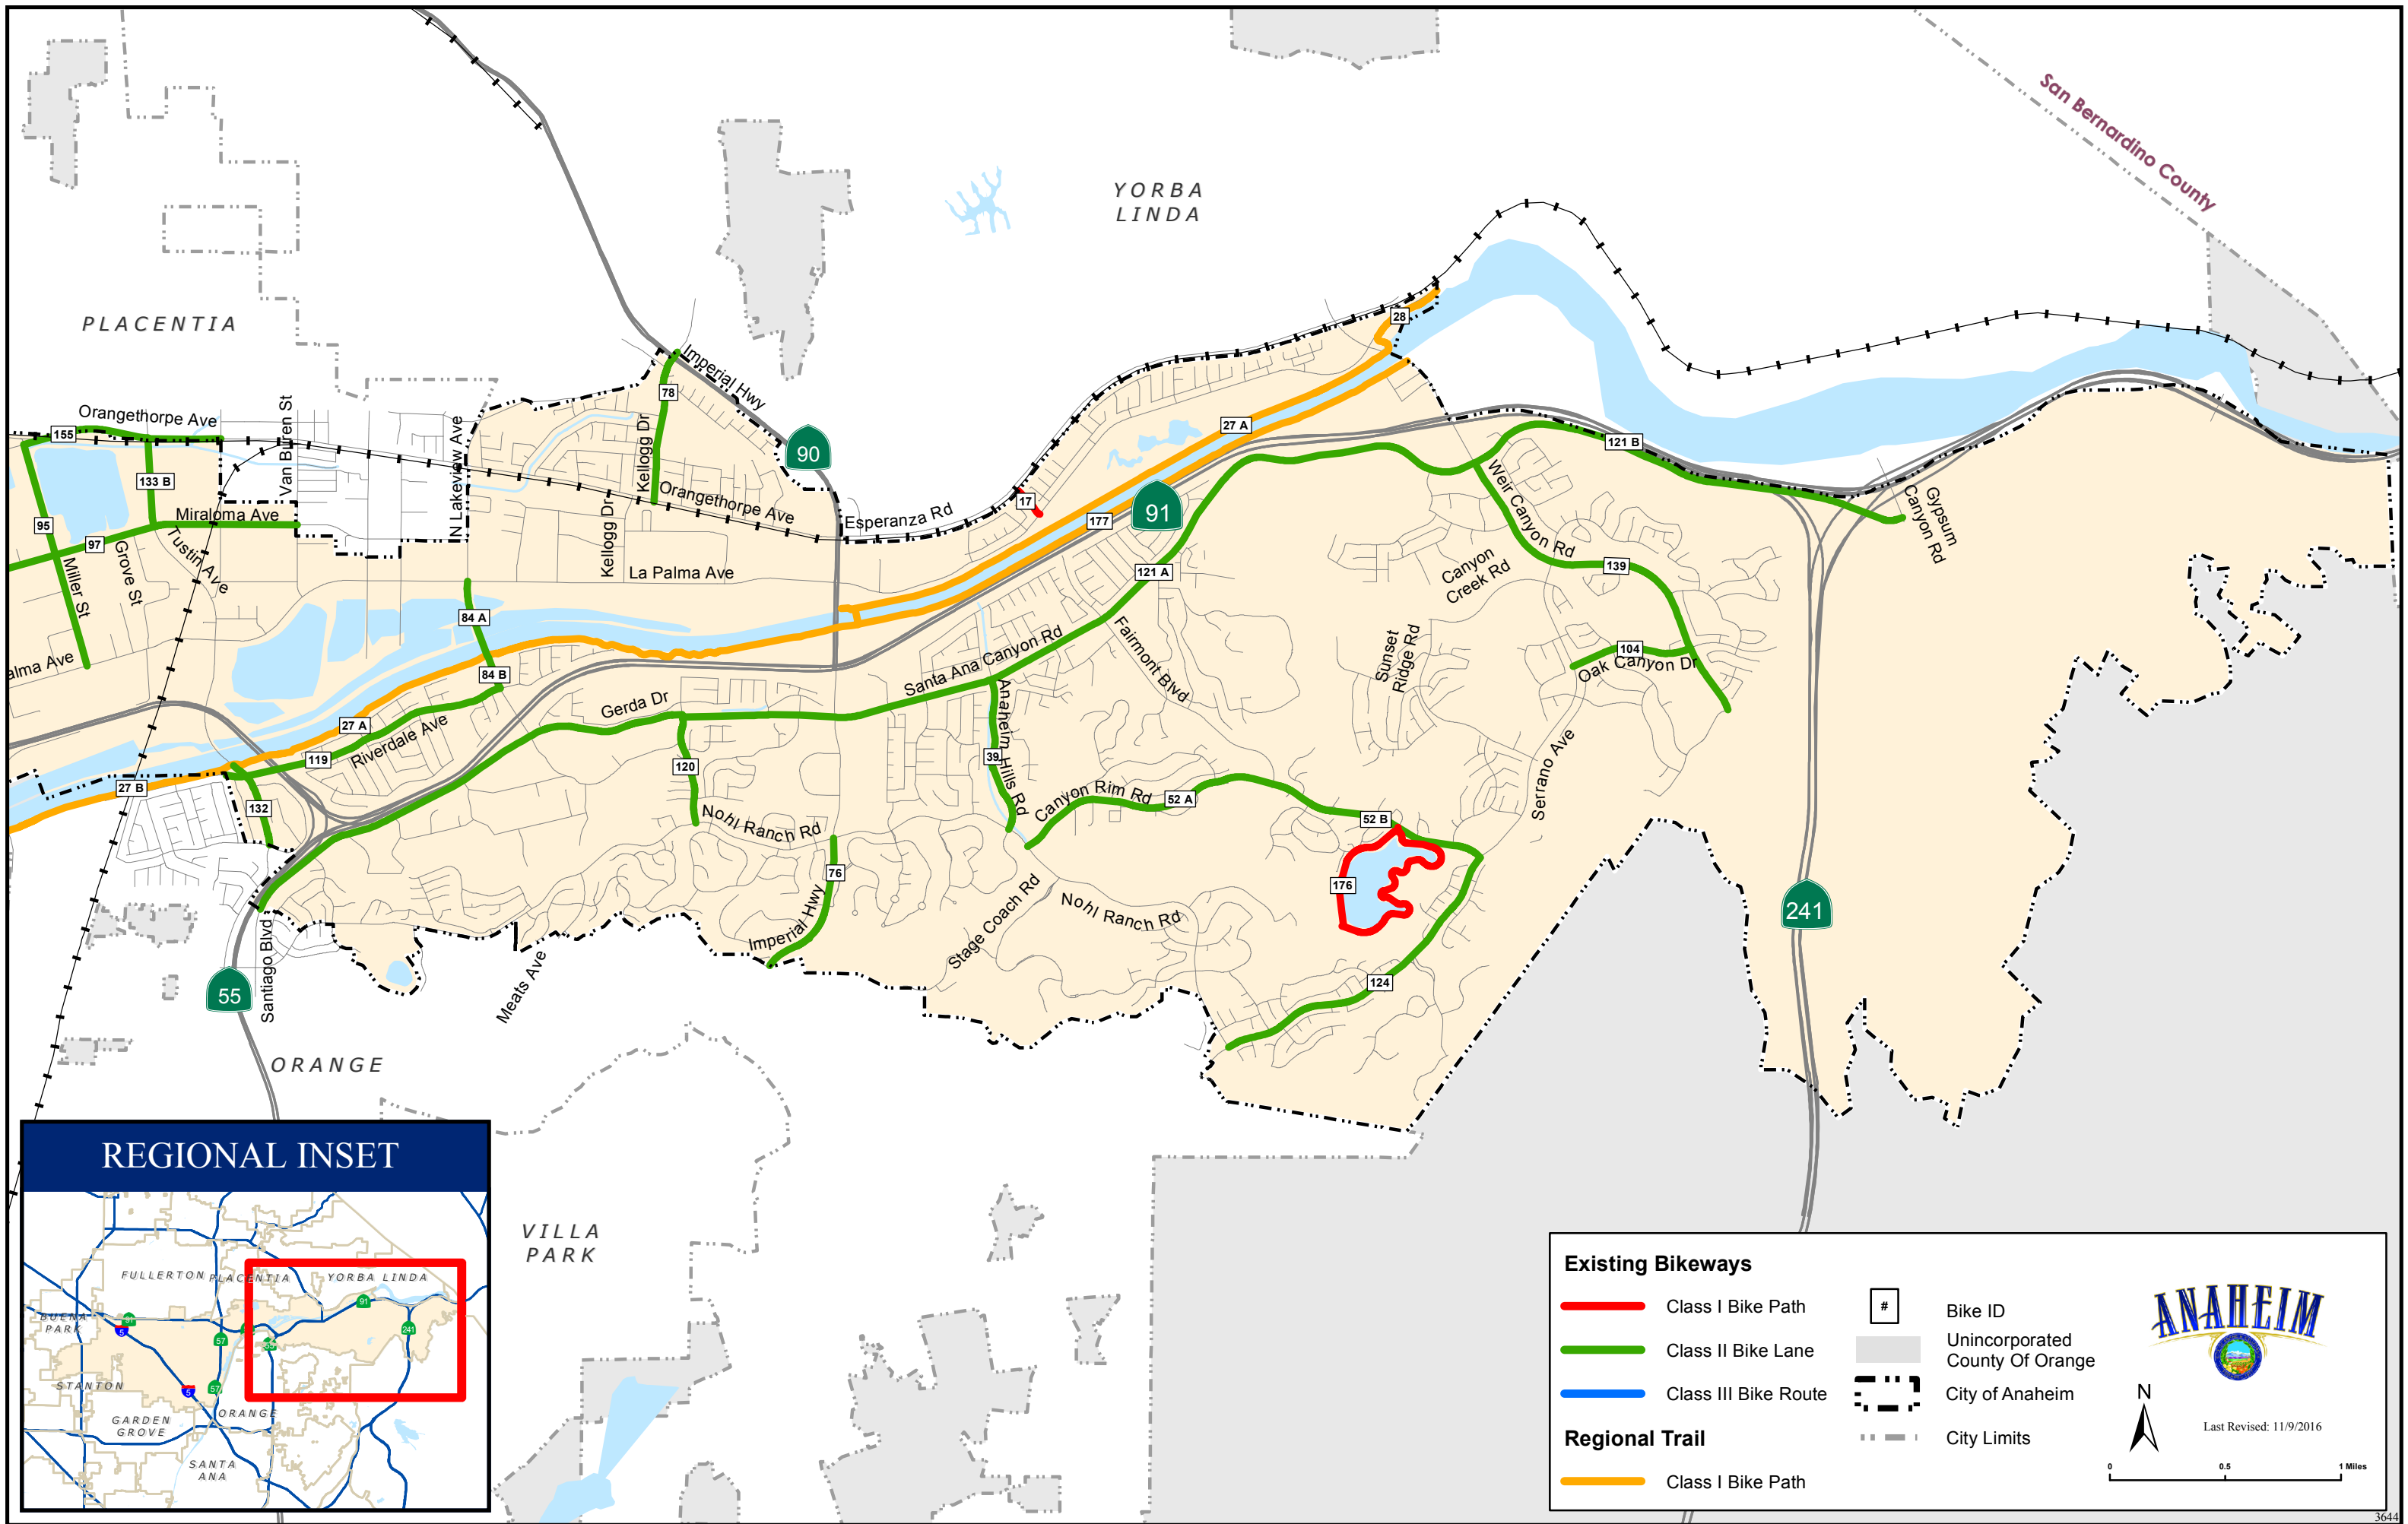 San Bernardino County
YORBA
LINDA
PLACENTIA
28
Imperial Hwy
78
Orangethorpe Ave
155
Van Buren St
N Lakeview Ave
Kellogg Dr
90
27 A
121 B
133 B
Miraloma Ave
95
97
Grove St
Tustin Ave
Miller St
Orangethorpe Ave
Kellogg Dr
Esperanza Rd
17
177
91
Weir Canyon Rd
Gypsum
Canyon Rd
La Palma Ave
121 A
Canyon
Creek Rd
139
84 A
Santa Ana Canyon Rd
Fairmont Blvd
Sunset
Ridge Rd
104
Oak Canyon Dr
alma Ave
84 B
Gerda Dr
27 A
Riverdale Ave
119
Anaheim Hills Rd
39
120
27 B
132
Canyon Rim Rd
52 A
Serrano Ave
Nohl Ranch Rd
52 B
76
176
Imperial Hwy
Stage Coach Rd
Nohl Ranch Rd
241
55
Santiago Blvd
Meats Ave
124
ORANGE
VILLA
PARK
REGIONAL INSET
FULLERTON
PLACENTIA
YORBA LINDA
91
91
BUENA
PARK
5
57
55
241
STANTON
5
57
ORANGE
GARDEN
GROVE
SANTA
ANA
Existing Bikeways
Class I Bike Path
Class II Bike Lane
Class III Bike Route
Regional Trail
Class I Bike Path
#
Bike ID
Unincorporated
County Of Orange
City of Anaheim
City Limits
ANAHEIM
N
Last Revised: 11/9/2016
0 0.5 1 Miles
3644